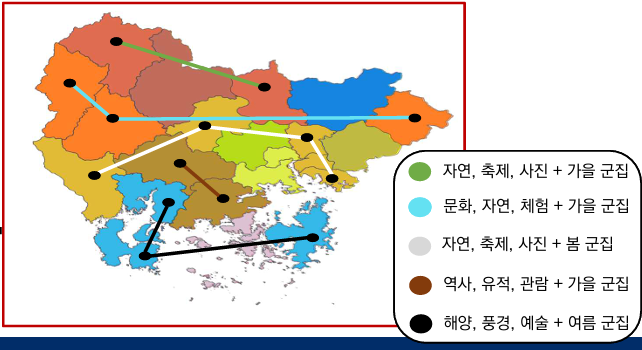 자연, 축제, 사진 + 가을 군집
문화, 자연, 체험 + 가을 군집
자연, 축제, 사진 + 봄 군집
역사, 유적, 관람 + 가을 군집
해양, 풍경, 예술 + 여름 군집